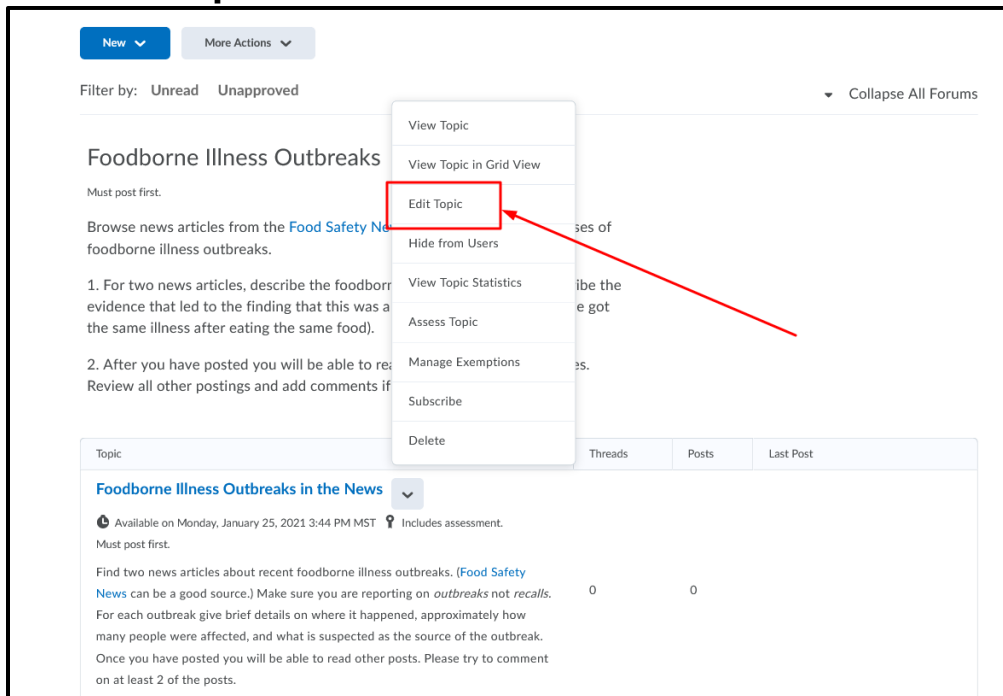 New
More Actions
Filter by: Unread Unapproved
Collapse All Forums
Foodborne Illness Outbreaks
Must post first.
Browse news articles from the Food Safety
foodborne illness outbreaks.
1. For two news articles, describe the
evidence that led to the finding that this was a
the same illness after eating the same food).
2. After you have posted you will be able to
Review all other postings and add comments if
of
the
got
View Topic
View Topic in Grid View
Edit Topic
Hide from Users
View Topic Statistics
Assess Topic
Manage Exemptions
Subscribe
Delete
Topic Threads Posts Last Post
Foodborne Illness Outbreaks in the News
Available on Monday, January 25, 2021 3:44 PM MST Includes assessment.
Must post first.
Find two news articles about recent foodborne illness outbreaks. (Food Safety
News can be a good source.) Make sure you are reporting on outbreaks not recalls.
For each outbreak give brief details on where it happened, approximately how
many people were affected, and what is suspected as the source of the outbreak.
Once you have posted you will be able to read other posts. Please try to comment
on at least 2 of the posts.
0 0